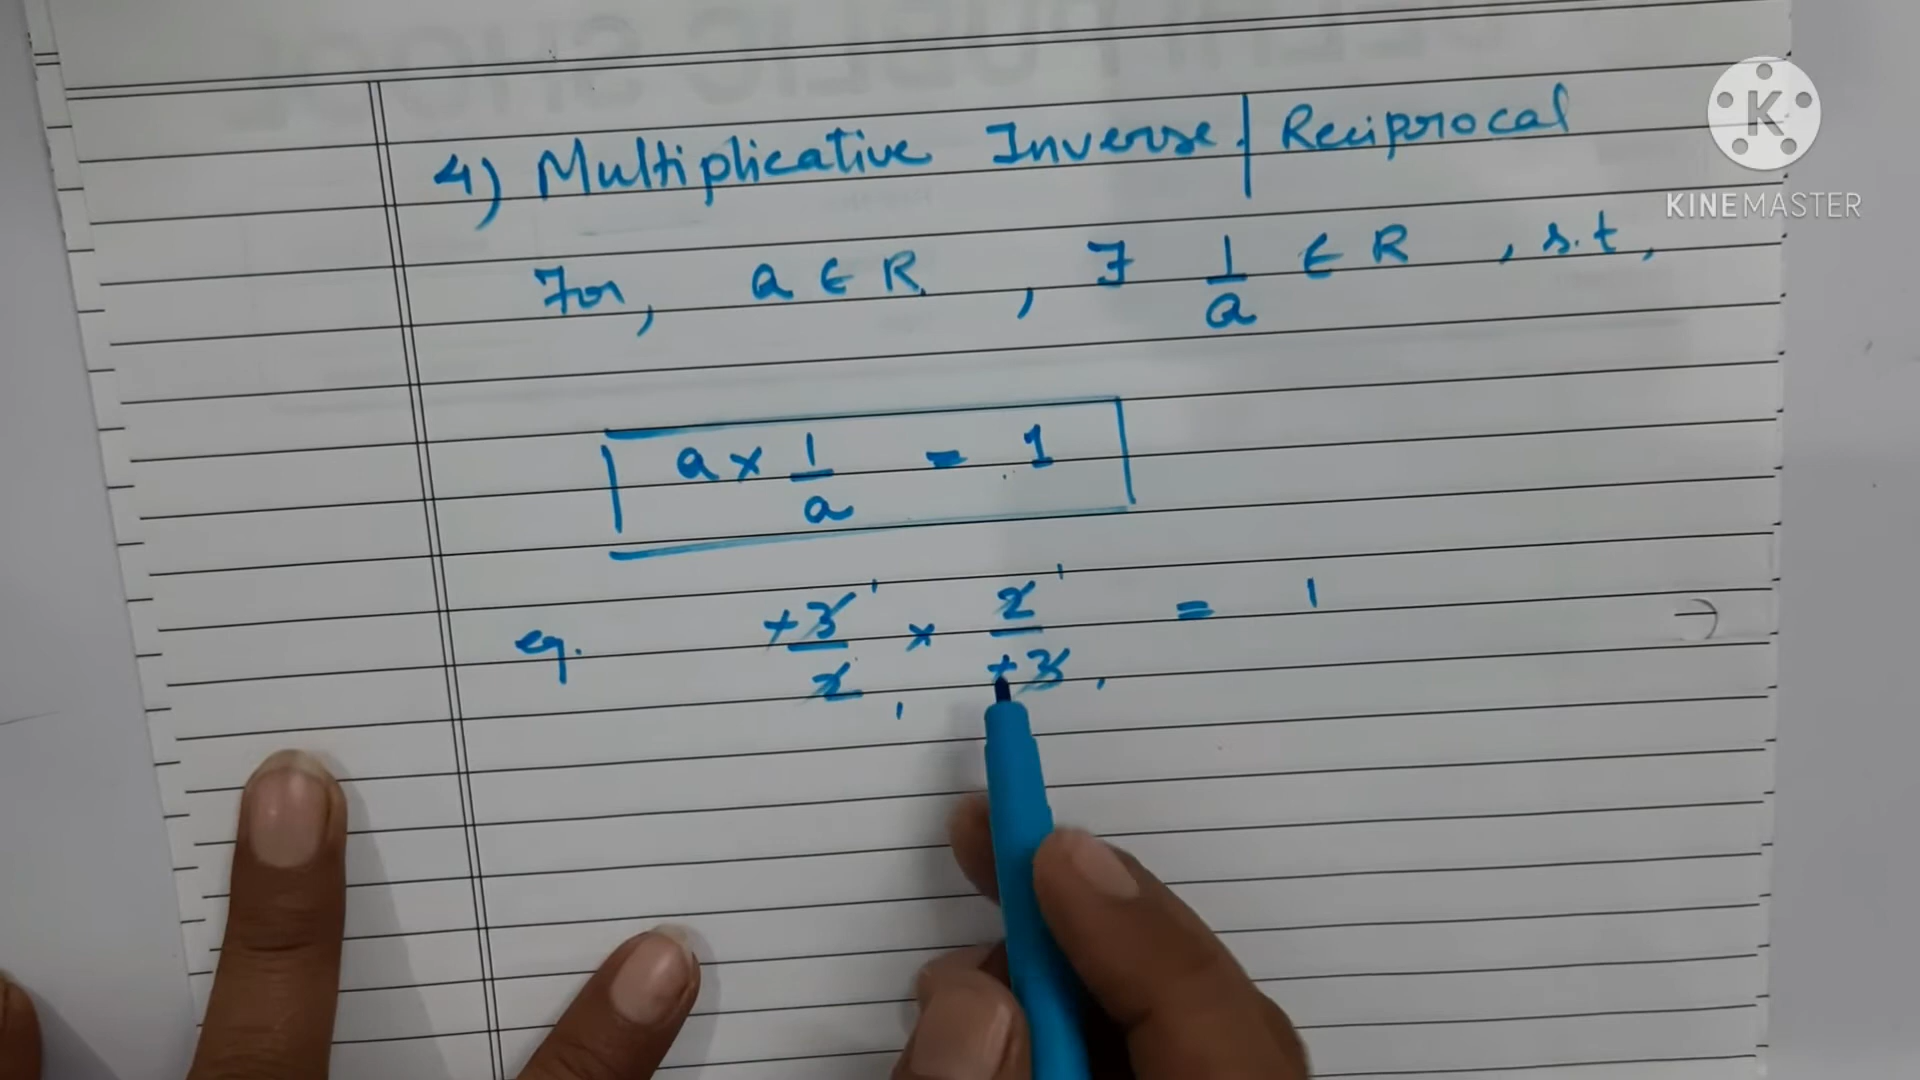 4) Multiplicative Inverse. | Reciprocal
For, a ∈ R, ∃ 1/a ∈ R, s.t,
a × 1/a = 1
eg. +3/2 × 2/+3 = 1
K
KINEMASTER